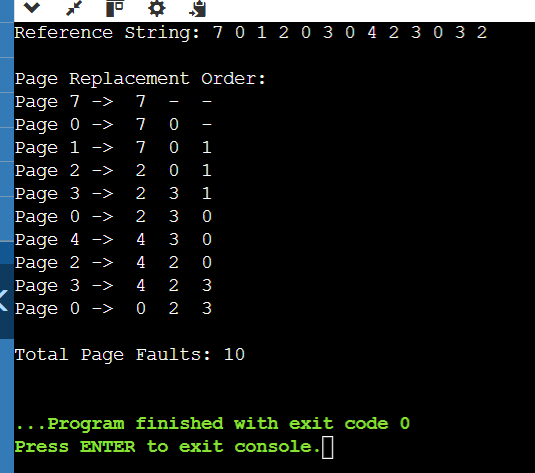 Reference String: 7 0 1 2 0 3 0 4 2 3 0 3 2
Page Replacement Order:
Page 7 -> 7 - -
Page 0 -> 7 0 -
Page 1 -> 7 0 1
Page 2 -> 2 0 1
Page 3 -> 2 3 1
Page 0 -> 2 3 0
Page 4 -> 4 3 0
Page 2 -> 4 2 0
Page 3 -> 4 2 3
Page 0 -> 0 2 3
Total Page Faults: 10
...Program finished with exit code 0
Press ENTER to exit console.